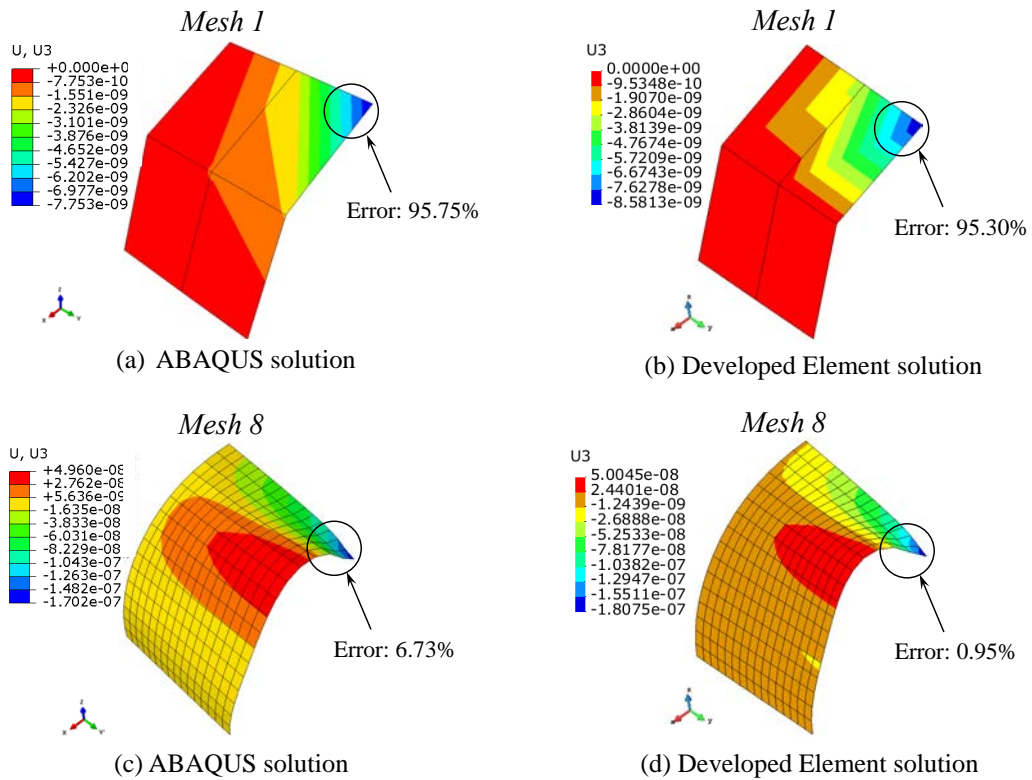 Mesh 1
U, U3
+0.000e+00
-7.753e-10
-1.551e-09
-2.326e-09
-3.101e-09
-3.876e-09
-4.652e-09
-5.427e-09
-6.202e-09
-6.977e-09
-7.753e-09
Error: 95.75%
(a) ABAQUS solution
Mesh 1
U3
0.0000e+00
-9.5348e-10
-1.9070e-09
-2.8604e-09
-3.8139e-09
-4.7674e-09
-5.7209e-09
-6.6743e-09
-7.6278e-09
-8.5813e-09
Error: 95.30%
(b) Developed Element solution
Mesh 8
U, U3
+4.960e-08
+2.762e-08
+5.636e-09
-1.635e-08
-3.833e-08
-6.031e-08
-8.229e-08
-1.043e-07
-1.263e-07
-1.482e-07
-1.702e-07
Error: 6.73%
(c) ABAQUS solution
Mesh 8
U3
5.0045e-08
2.4401e-08
-1.2439e-09
-2.6888e-08
-5.2533e-08
-7.8177e-08
-1.0382e-07
-1.2947e-07
-1.5511e-07
-1.8075e-07
Error: 0.95%
(d) Developed Element solution